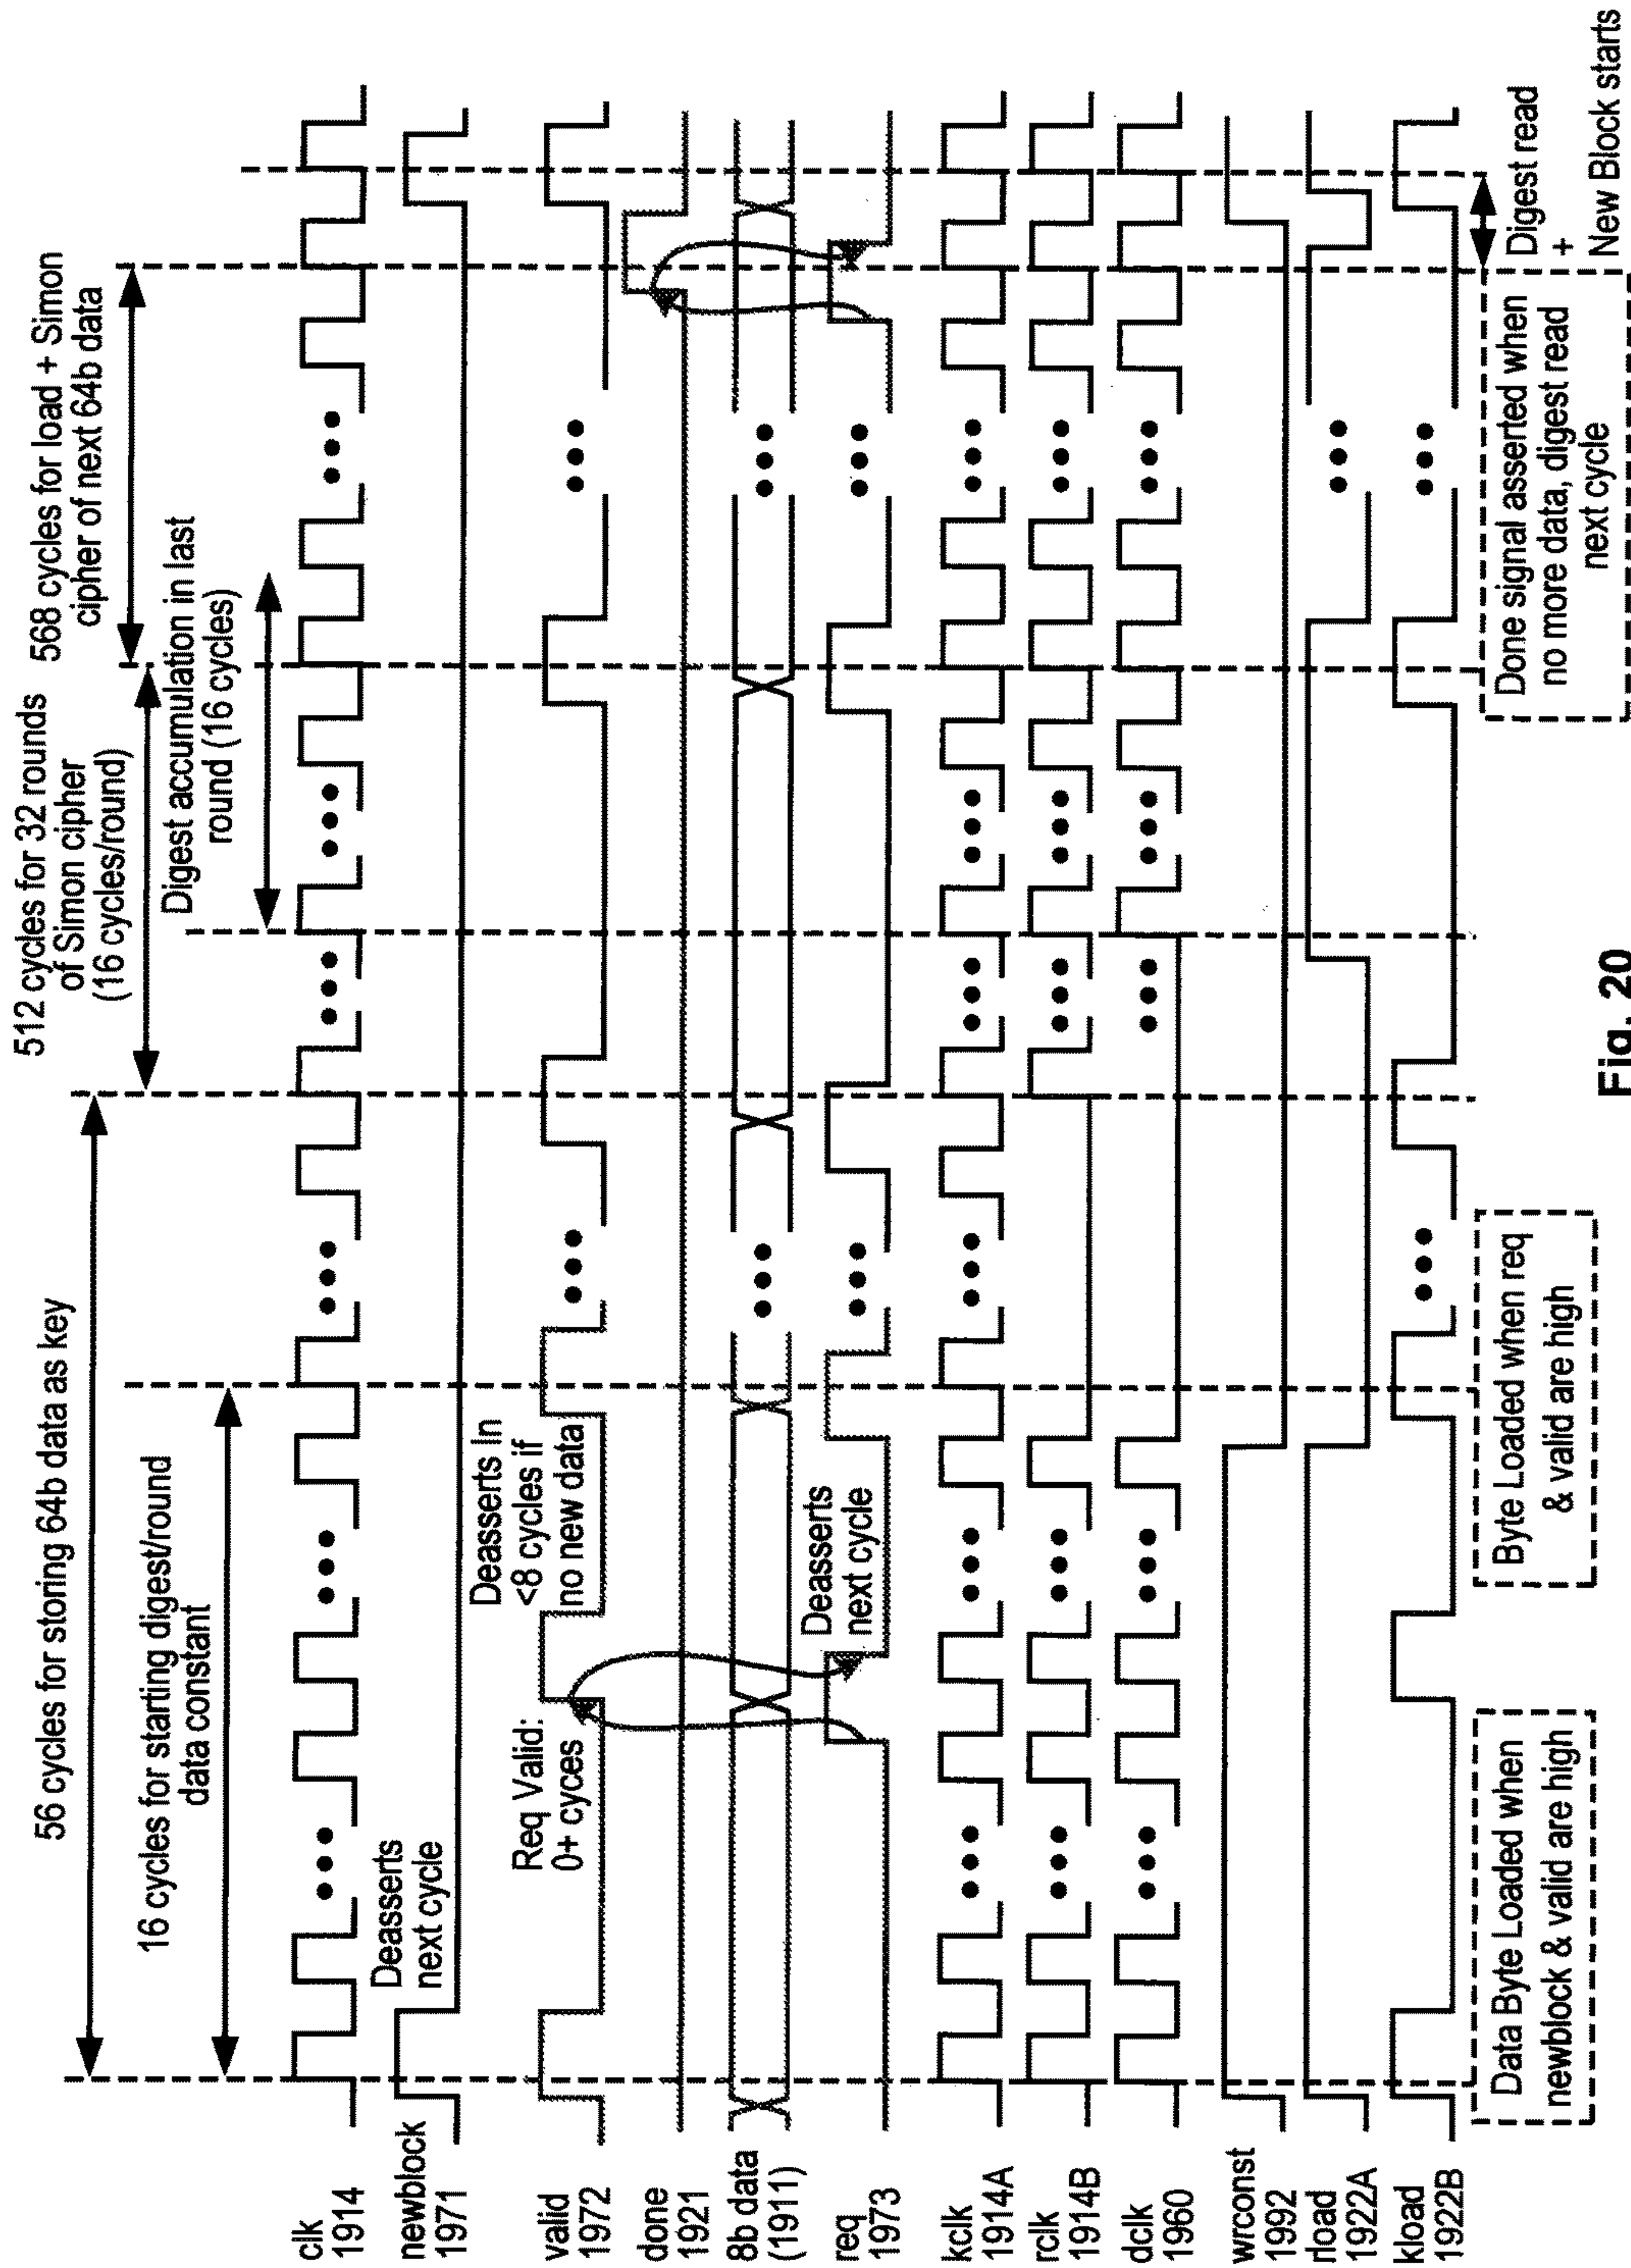 56 cycles for storing 64b data as key
16 cycles for starting digest/round
data constant
512 cycles for 32 rounds
of Simon cipher
(16 cycles/round)
568 cycles for load + Simon
cipher of next 64b data
Digest accumulation in last
round (16 cycles)
clk
1914
newblock
1971
Deasserts
next cycle
valid
1972
Req Valid:
0+ cyces
Deasserts In
<8 cycles if
no new data
done
1921
8b data
(1911)
req
1973
Deasserts
next cycle
kclk
1914A
rclk
1914B
dclk
1960
wrconst
1992
rload
1922A
kload
1922B
Data Byte Loaded when
newblock & valid are high
Byte Loaded when req
& valid are high
Done signal asserted when
no more data, digest read
next cycle
Digest read
+
New Block starts
Fig. 20